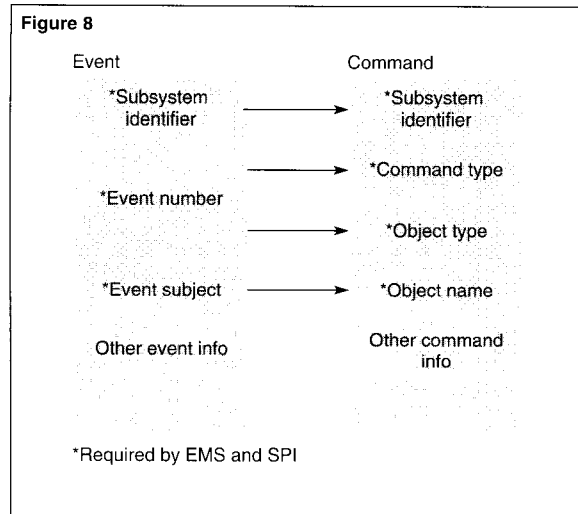 Figure 8
Event
Command
*Subsystem
identifier
*Subsystem
identifier
*Command type
*Event number
*Object type
*Event subject
*Object name
Other event info
Other command
info
*Required by EMS and SPI